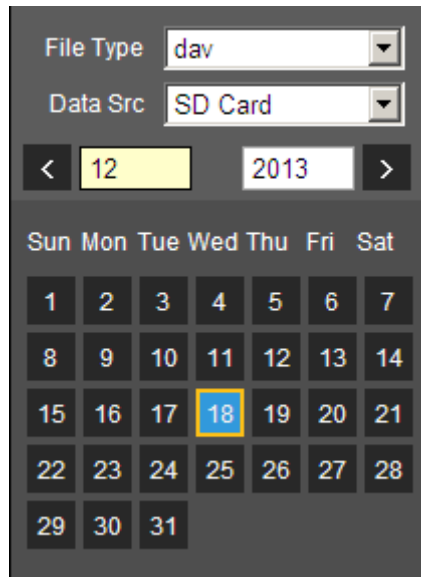 File Type dav
Data Src SD Card
< 12 2013 >
Sun Mon Tue Wed Thu Fri Sat
1 2 3 4 5 6 7
8 9 10 11 12 13 14
15 16 17 18 19 20 21
22 23 24 25 26 27 28
29 30 31